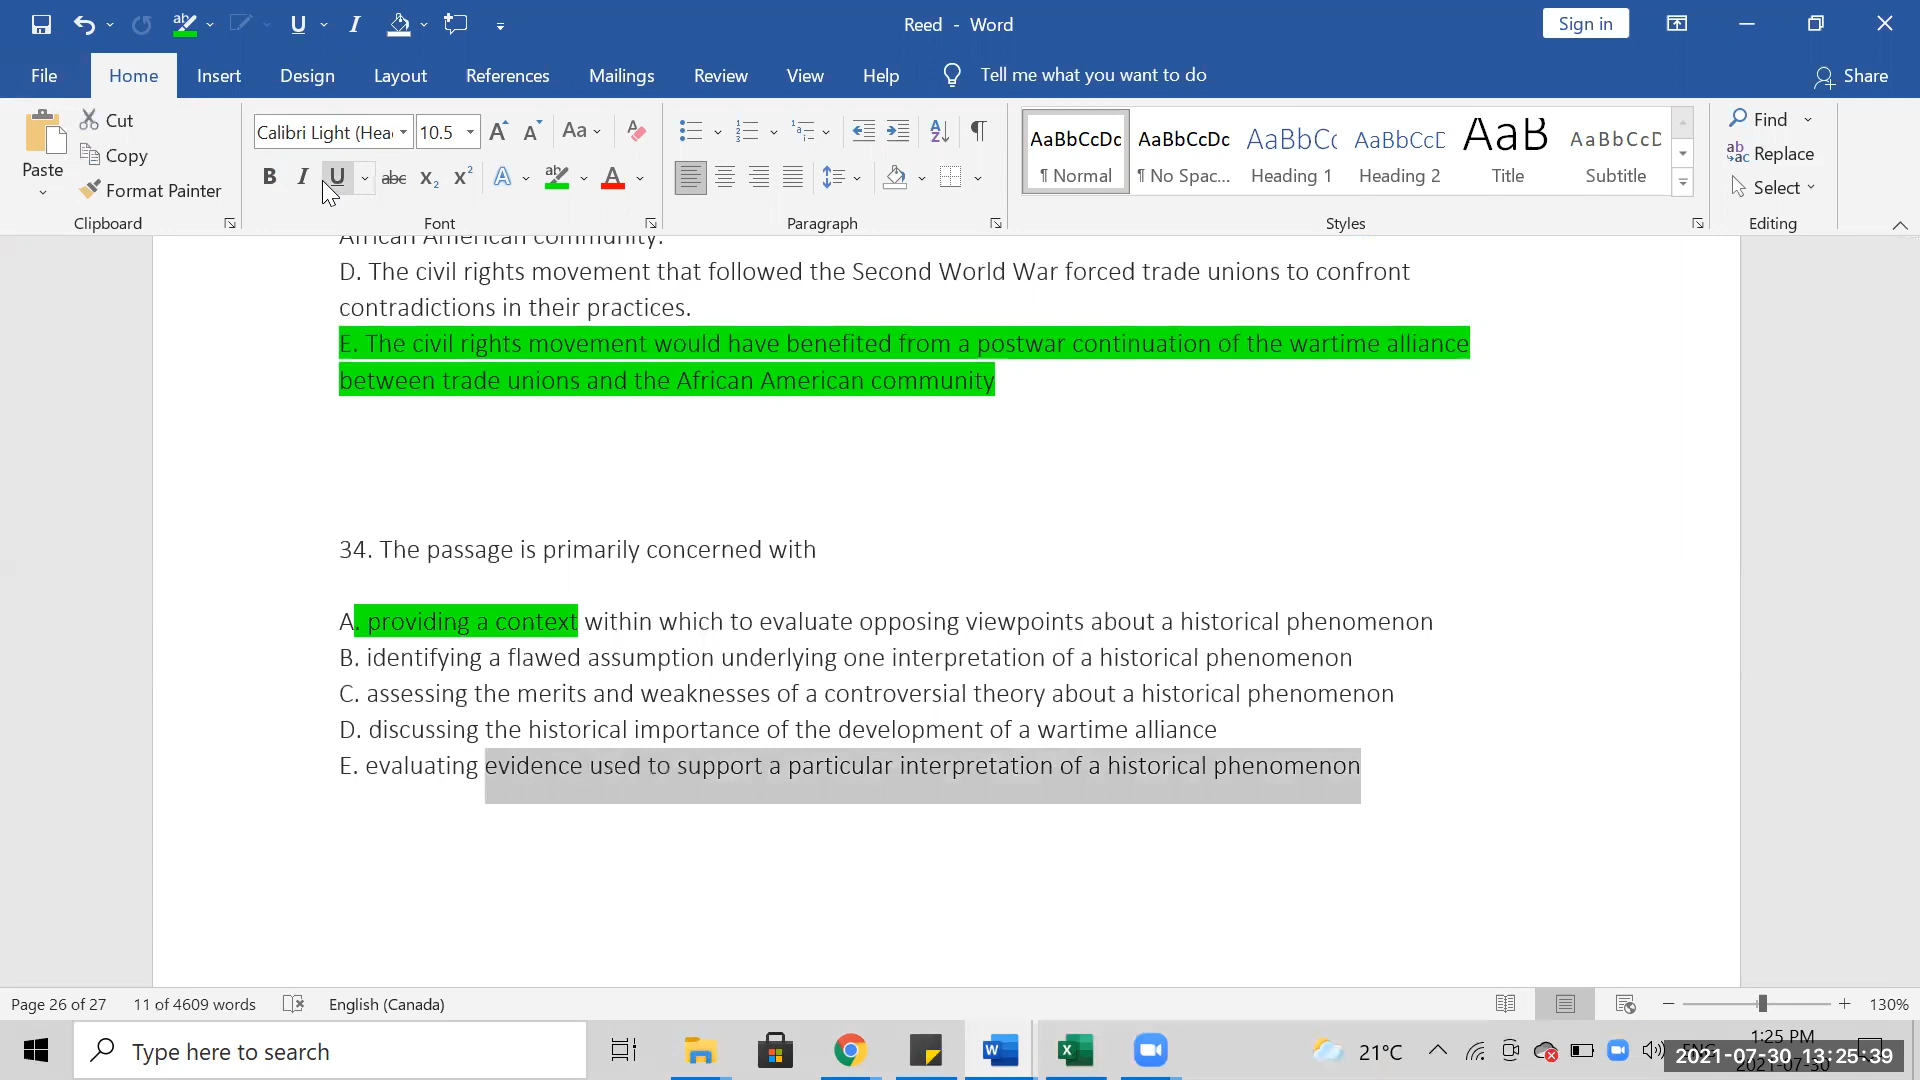 Reed - Word
Sign in
File Home Insert Design Layout References Mailings Review View Help Tell me what you want to do Share
Cut
Copy
Format Painter
Paste
Clipboard
Calibri Light (Hea 10.5
Font
Paragraph
AaBbCcDc AaBbCcDc AaBbCc AaBbCcD AaB AaBbCcD
¶ Normal ¶ No Spac... Heading 1 Heading 2 Title Subtitle
Styles
Find
Replace
Select
Editing
African American community.
D. The civil rights movement that followed the Second World War forced trade unions to confront
contradictions in their practices.
E. The civil rights movement would have benefited from a postwar continuation of the wartime alliance
between trade unions and the African American community
34. The passage is primarily concerned with
A. providing a context within which to evaluate opposing viewpoints about a historical phenomenon
B. identifying a flawed assumption underlying one interpretation of a historical phenomenon
C. assessing the merits and weaknesses of a controversial theory about a historical phenomenon
D. discussing the historical importance of the development of a wartime alliance
E. evaluating evidence used to support a particular interpretation of a historical phenomenon
Page 26 of 27 11 of 4609 words English (Canada) 130%
Type here to search
21°C
1:25 PM
2021-07-30 13:25:39